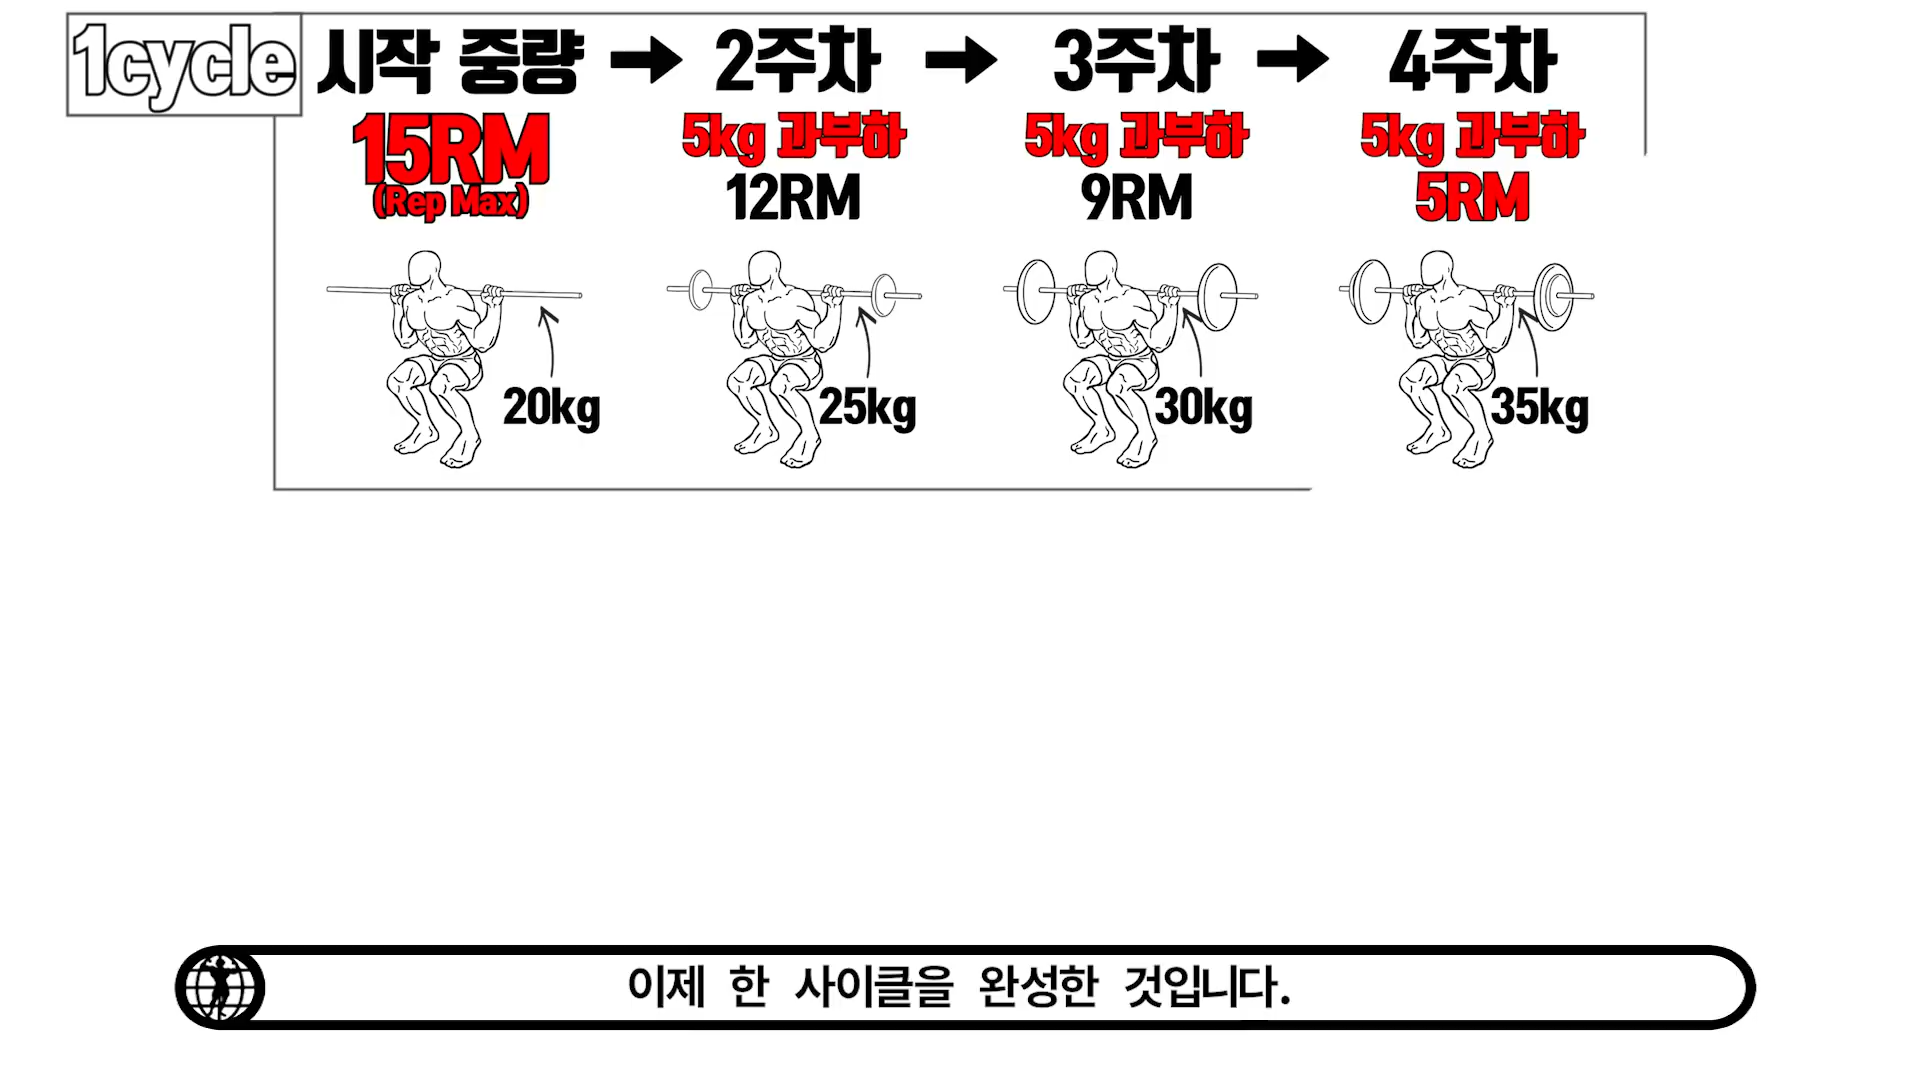 1cycle
시작 중량 → 2주차 → 3주차 → 4주차
15RM
(Rep Max)
5kg 과부하
12RM
5kg 과부하
9RM
5kg 과부하
5RM
20kg
25kg
30kg
35kg
이제 한 사이클을 완성한 것입니다.